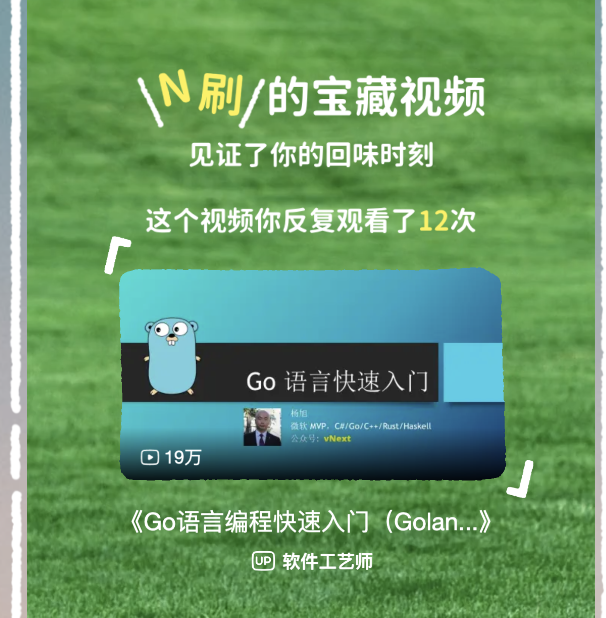 N刷的宝藏视频
见证了你的回味时刻
这个视频你反复观看了12次
Go 语言快速入门
杨旭
微软 MVP，C#/Go/C++/Rust/Haskell
公众号：vNext
19万
《Go语言编程快速入门（Golan...》
UP 软件工艺师